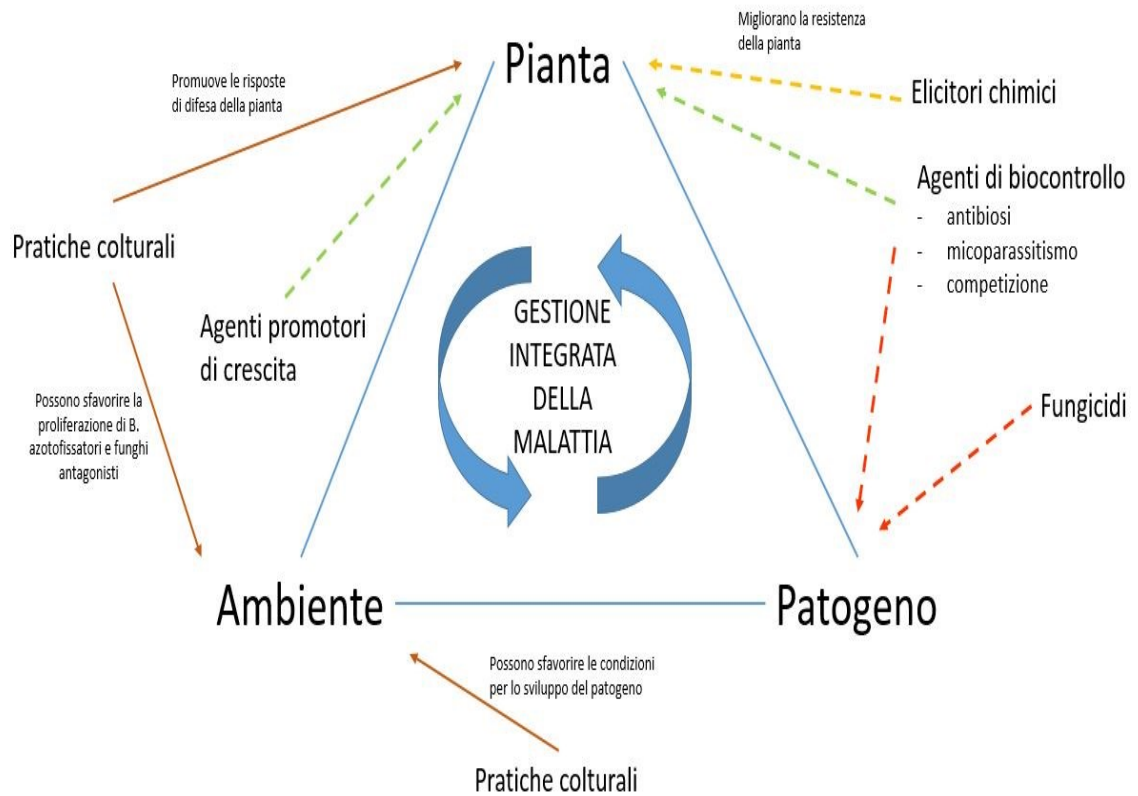 Migliorano la resistenza
della pianta
Pianta
Promuove le risposte
di difesa della pianta
Elicitori chimici
Agenti di biocontrollo
- antibiosi
- micoparassitismo
- competizione
Pratiche colturali
Agenti promotori
di crescita
GESTIONE
INTEGRATA
DELLA
MALATTIA
Possono sfavorire la
proliferazione di B.
azotofissatori e funghi
antagonisti
Fungicidi
Ambiente
Patogeno
Possono sfavorire le condizioni
per lo sviluppo del patogeno
Pratiche colturali